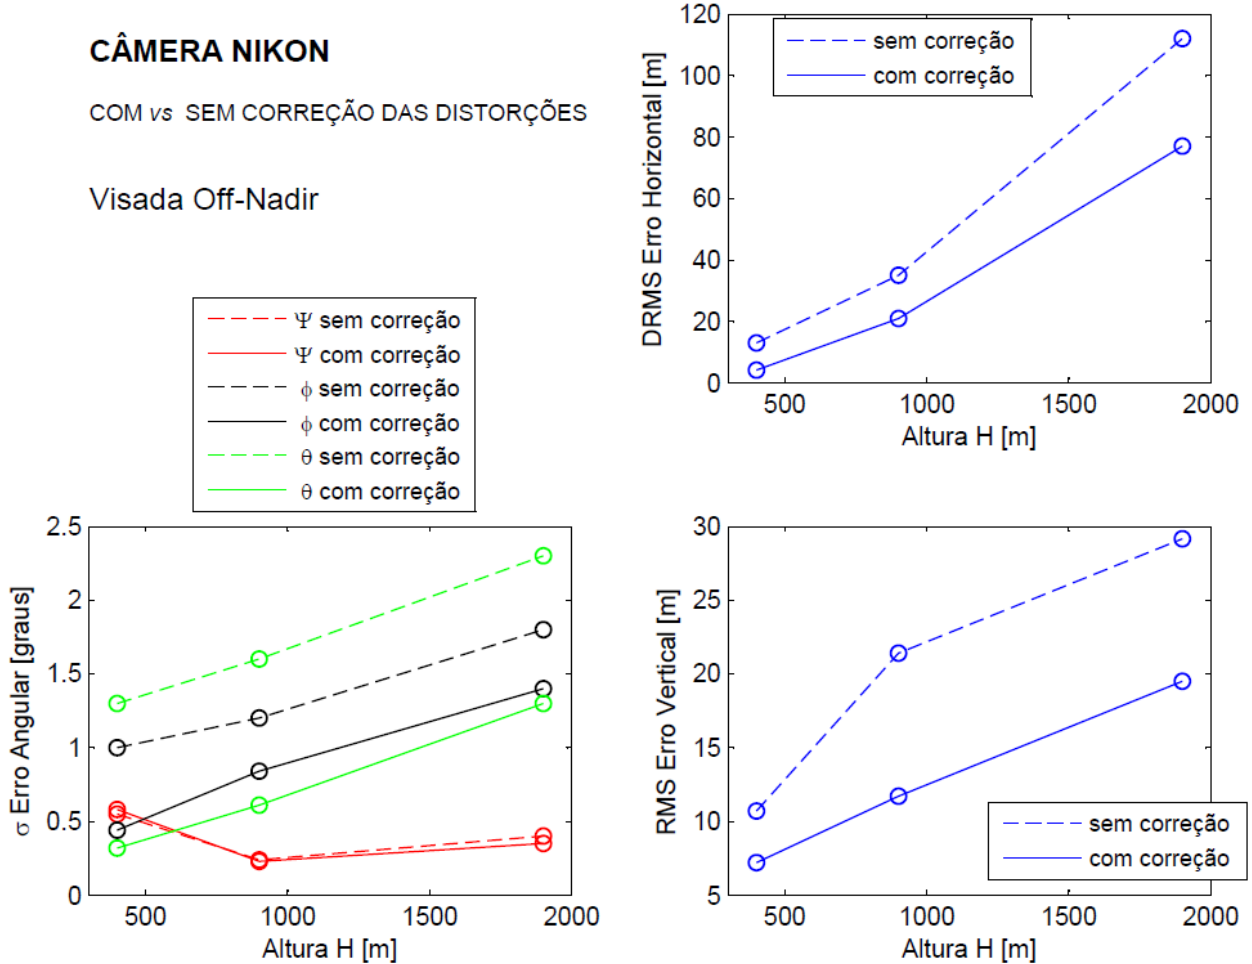 CÂMERA NIKON
COM vs SEM CORREÇÃO DAS DISTORÇÕES
Visada Off-Nadir
Ψ sem correção
Ψ com correção
ϕ sem correção
ϕ com correção
θ sem correção
θ com correção
2.5
2
1.5
1
0.5
0
500
1000
1500
2000
σ Erro Angular [graus]
Altura H [m]
sem correção
com correção
120
100
80
60
40
20
0
500
1000
1500
2000
DRMS Erro Horizontal [m]
Altura H [m]
30
25
20
15
10
5
500
1000
1500
2000
RMS Erro Vertical [m]
Altura H [m]
sem correção
com correção